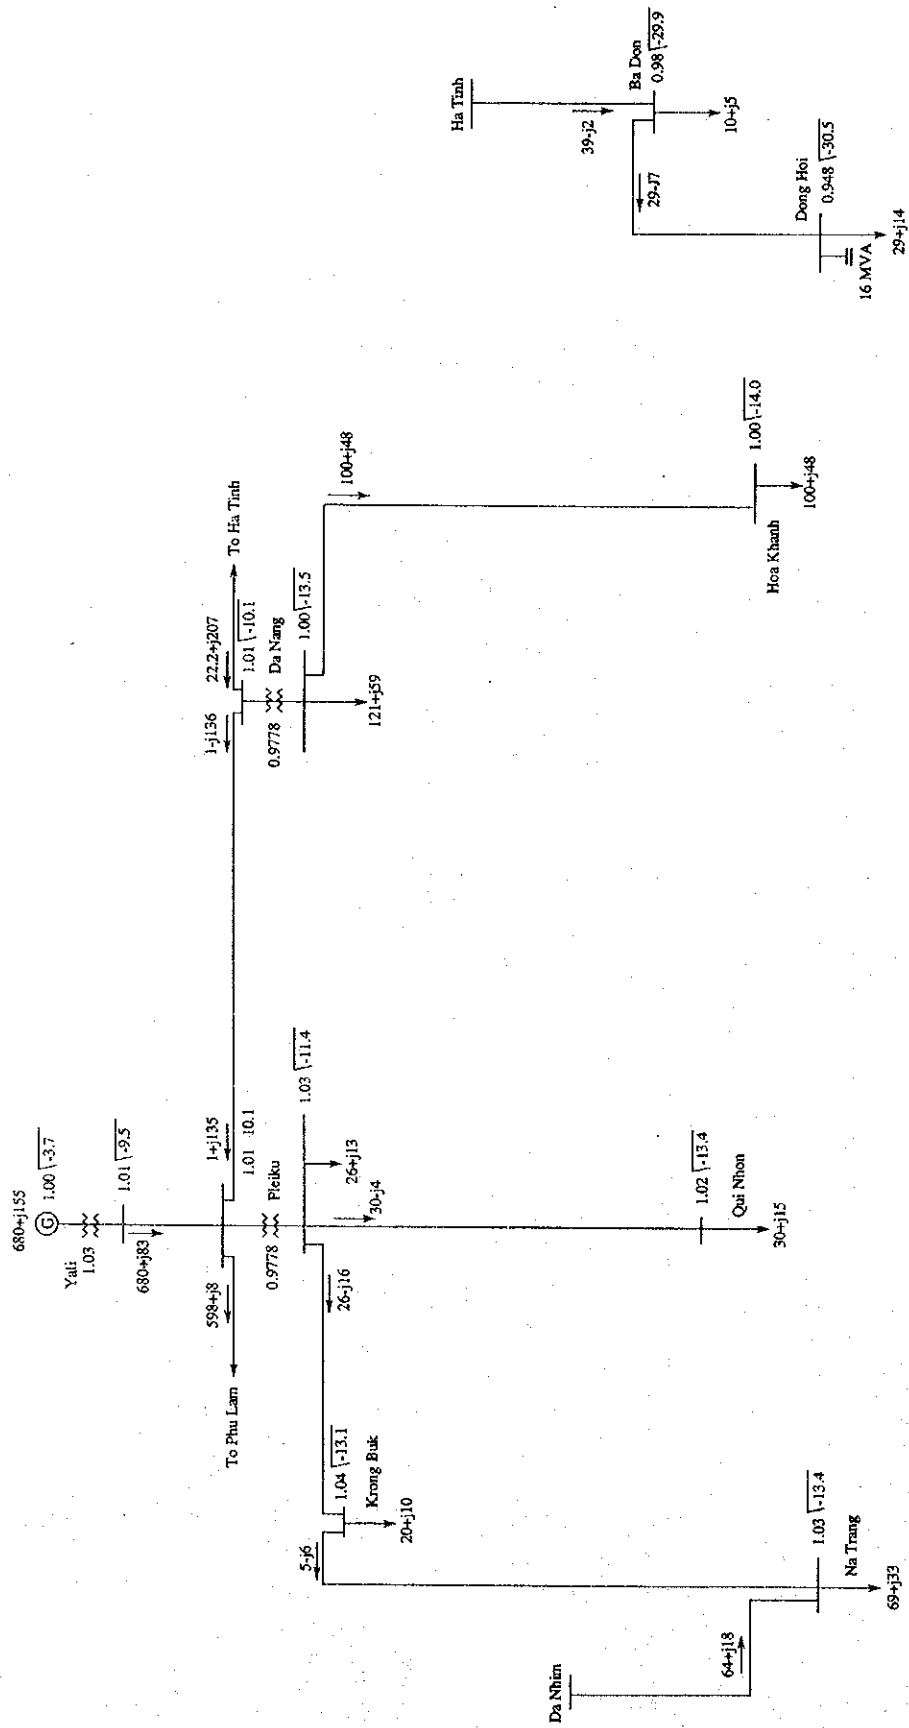 680+j155
G
1.00 -3.7
Yali
1.03
1.01 -9.5
680+j83
598+j8
To Phu Lam
1+j135
1.01 10.1
Pleiku
0.9778
1.03 -11.4
26+j13
30-j4
26-j16
1.04 -13.1
Krong Buk
20+j10
5-j6
1.02 -13.4
Qui Nhon
30+j15
Da Nhim
64+j18
1.03 -13.4
Na Trang
69+j33
1-j136
22.2+j207
To Ha Tinh
1.01 -10.1
Da Nang
0.9778
1.00 -13.5
121+j59
100+j48
1.00 -14.0
Hoa Khanh
100+j48
Ha Tinh
39-j2
Ba Don
0.98 -29.9
10+j5
29-j7
Dong Hoi
0.948 -30.5
16 MVA
29+j14